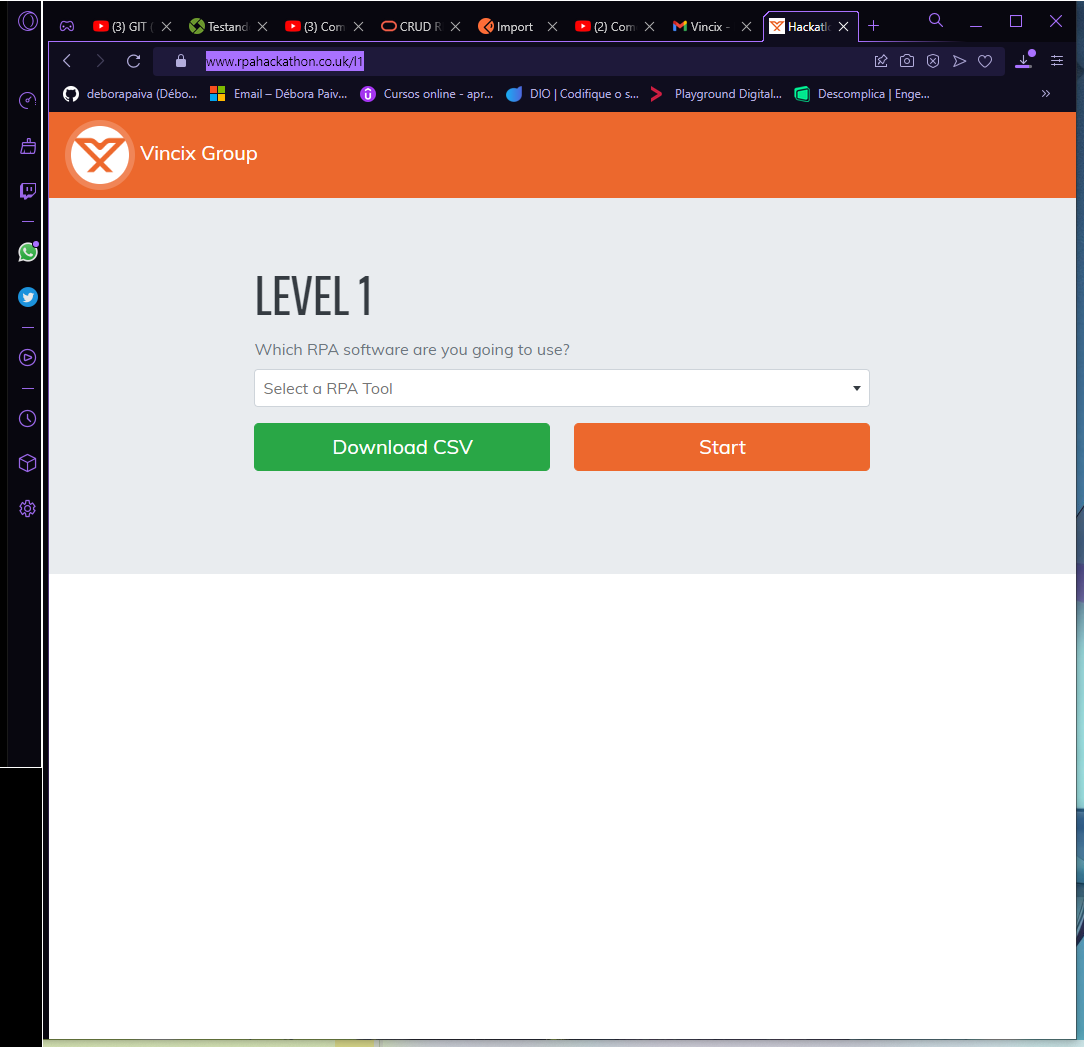 (3) GIT ( Testand (3) Com CRUD R Import (2) Com Vincix - Hackath
www.rpahackathon.co.uk/l1
deborapaiva (Débo... Email – Débora Paiv... Cursos online - apr... DIO | Codifique o s... Playground Digital... Descomplica | Enge...
Vincix Group
LEVEL 1
Which RPA software are you going to use?
Select a RPA Tool
Download CSV Start